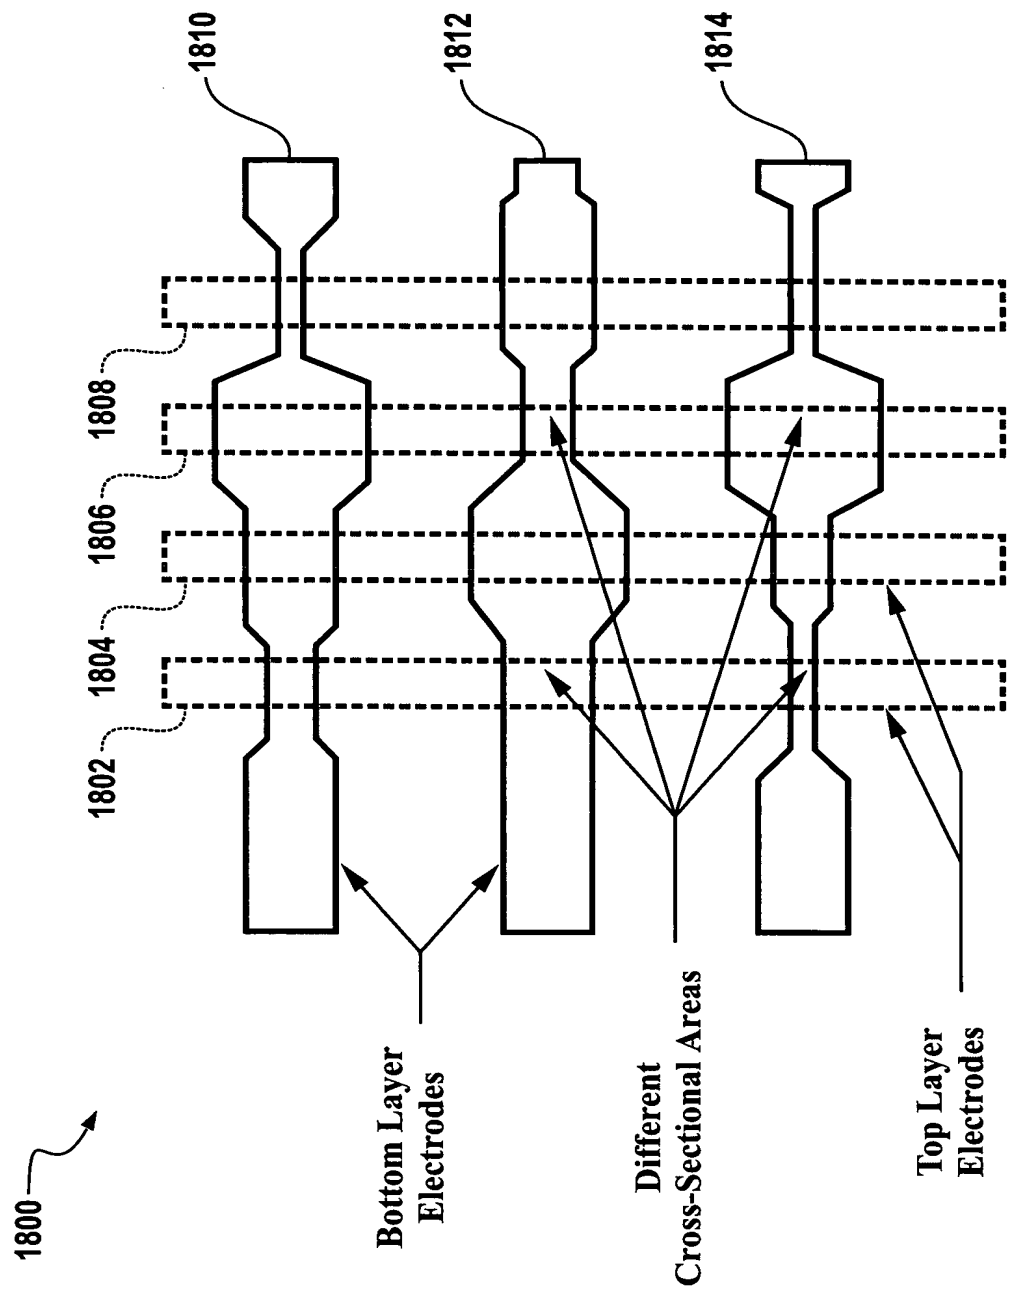 1800
1802
1804
1806
1808
1810
1812
1814
Bottom Layer
Electrodes
Different
Cross-Sectional Areas
Top Layer
Electrodes